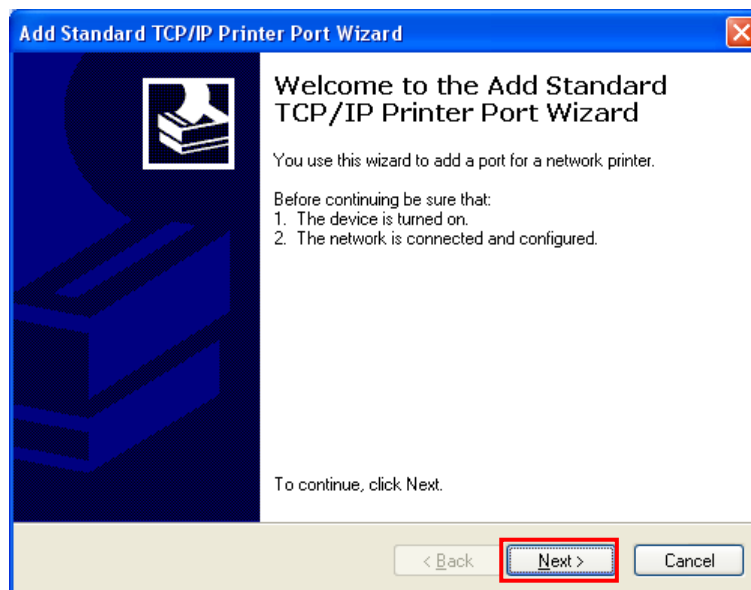 Add Standard TCP/IP Printer Port Wizard
Welcome to the Add Standard
TCP/IP Printer Port Wizard
You use this wizard to add a port for a network printer.
Before continuing be sure that:
1. The device is turned on.
2. The network is connected and configured.
To continue, click Next.
< Back Next > Cancel